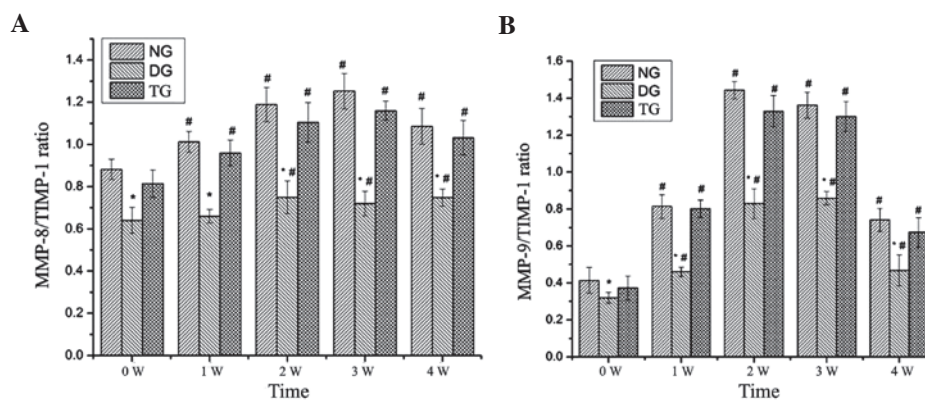 A
MMP-8/TIMP-1 ratio
1.4
1.2
1.0
0.8
0.6
0.4
0.2
0.0
NG
DG
TG
*
#
*
#
#
* #
#
#
* #
#
#
* #
#
0 W
1 W
2 W
3 W
4 W
Time
B
MMP-9/TIMP-1 ratio
1.6
1.4
1.2
1.0
0.8
0.6
0.4
0.2
0.0
NG
DG
TG
*
#
* #
#
#
* #
#
#
* #
#
#
* #
#
0 W
1 W
2 W
3 W
4 W
Time